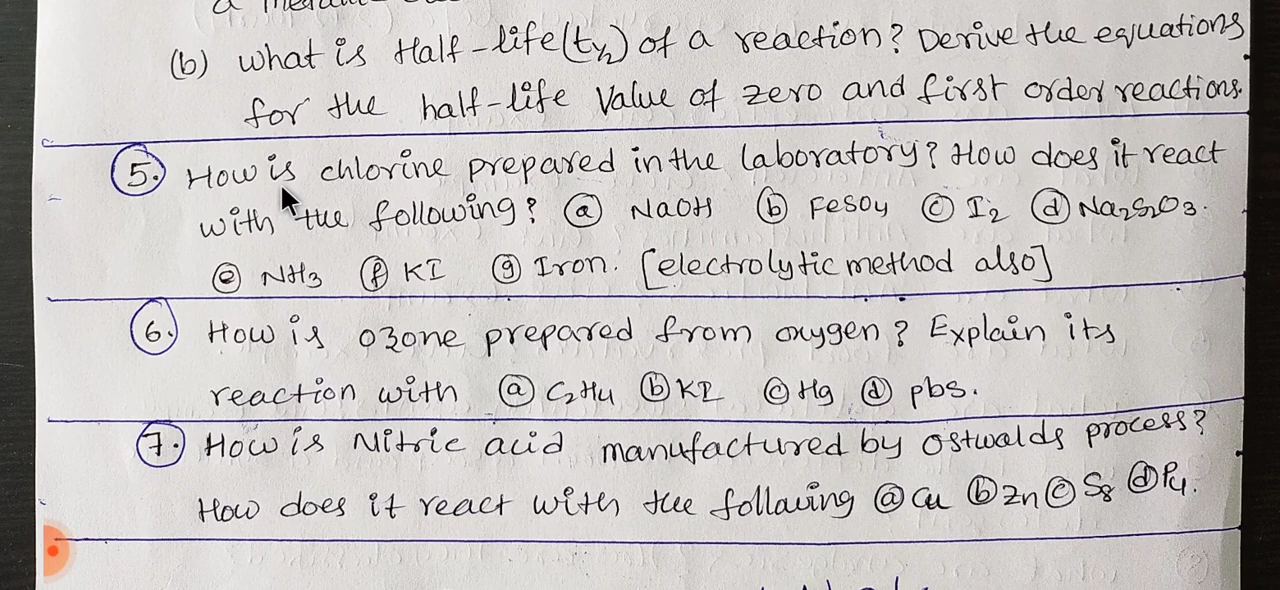 (b) what is Half-life(t½) of a reaction? Derive the equations
for the half-life Value of zero and first order reactions.
5. How is chlorine prepared in the laboratory? How does it react
with the following? (a) NaOH (b) FeSO4 (c) I2 (d) Na2S2O3.
(e) NH3 (f) KI (g) Iron. [electrolytic method also]
6. How is ozone prepared from oxygen? Explain its
reaction with (a) C2H4 (b) KI (c) Hg (d) pbs.
7. How is Nitric acid manufactured by Ostwalds process?
How does it react with the following (a) Cu (b) Zn (c) S8 (d) P4.